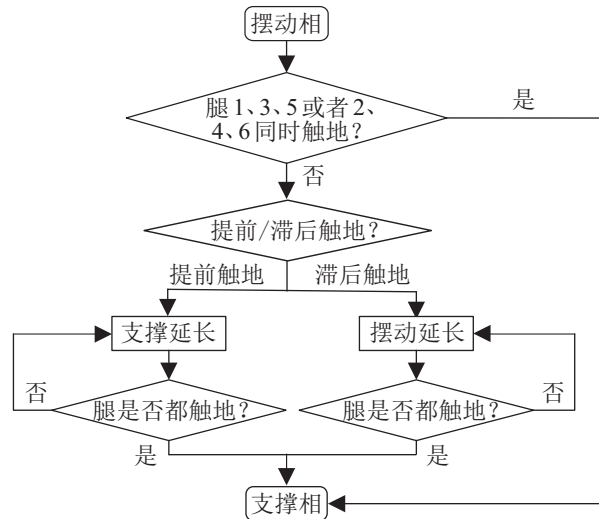 摆动相
腿1、3、5或者2、
4、6同时触地?
是
否
提前/滞后触地?
提前触地
滞后触地
支撑延长
摆动延长
否
腿是否都触地?
腿是否都触地?
否
是
是
支撑相